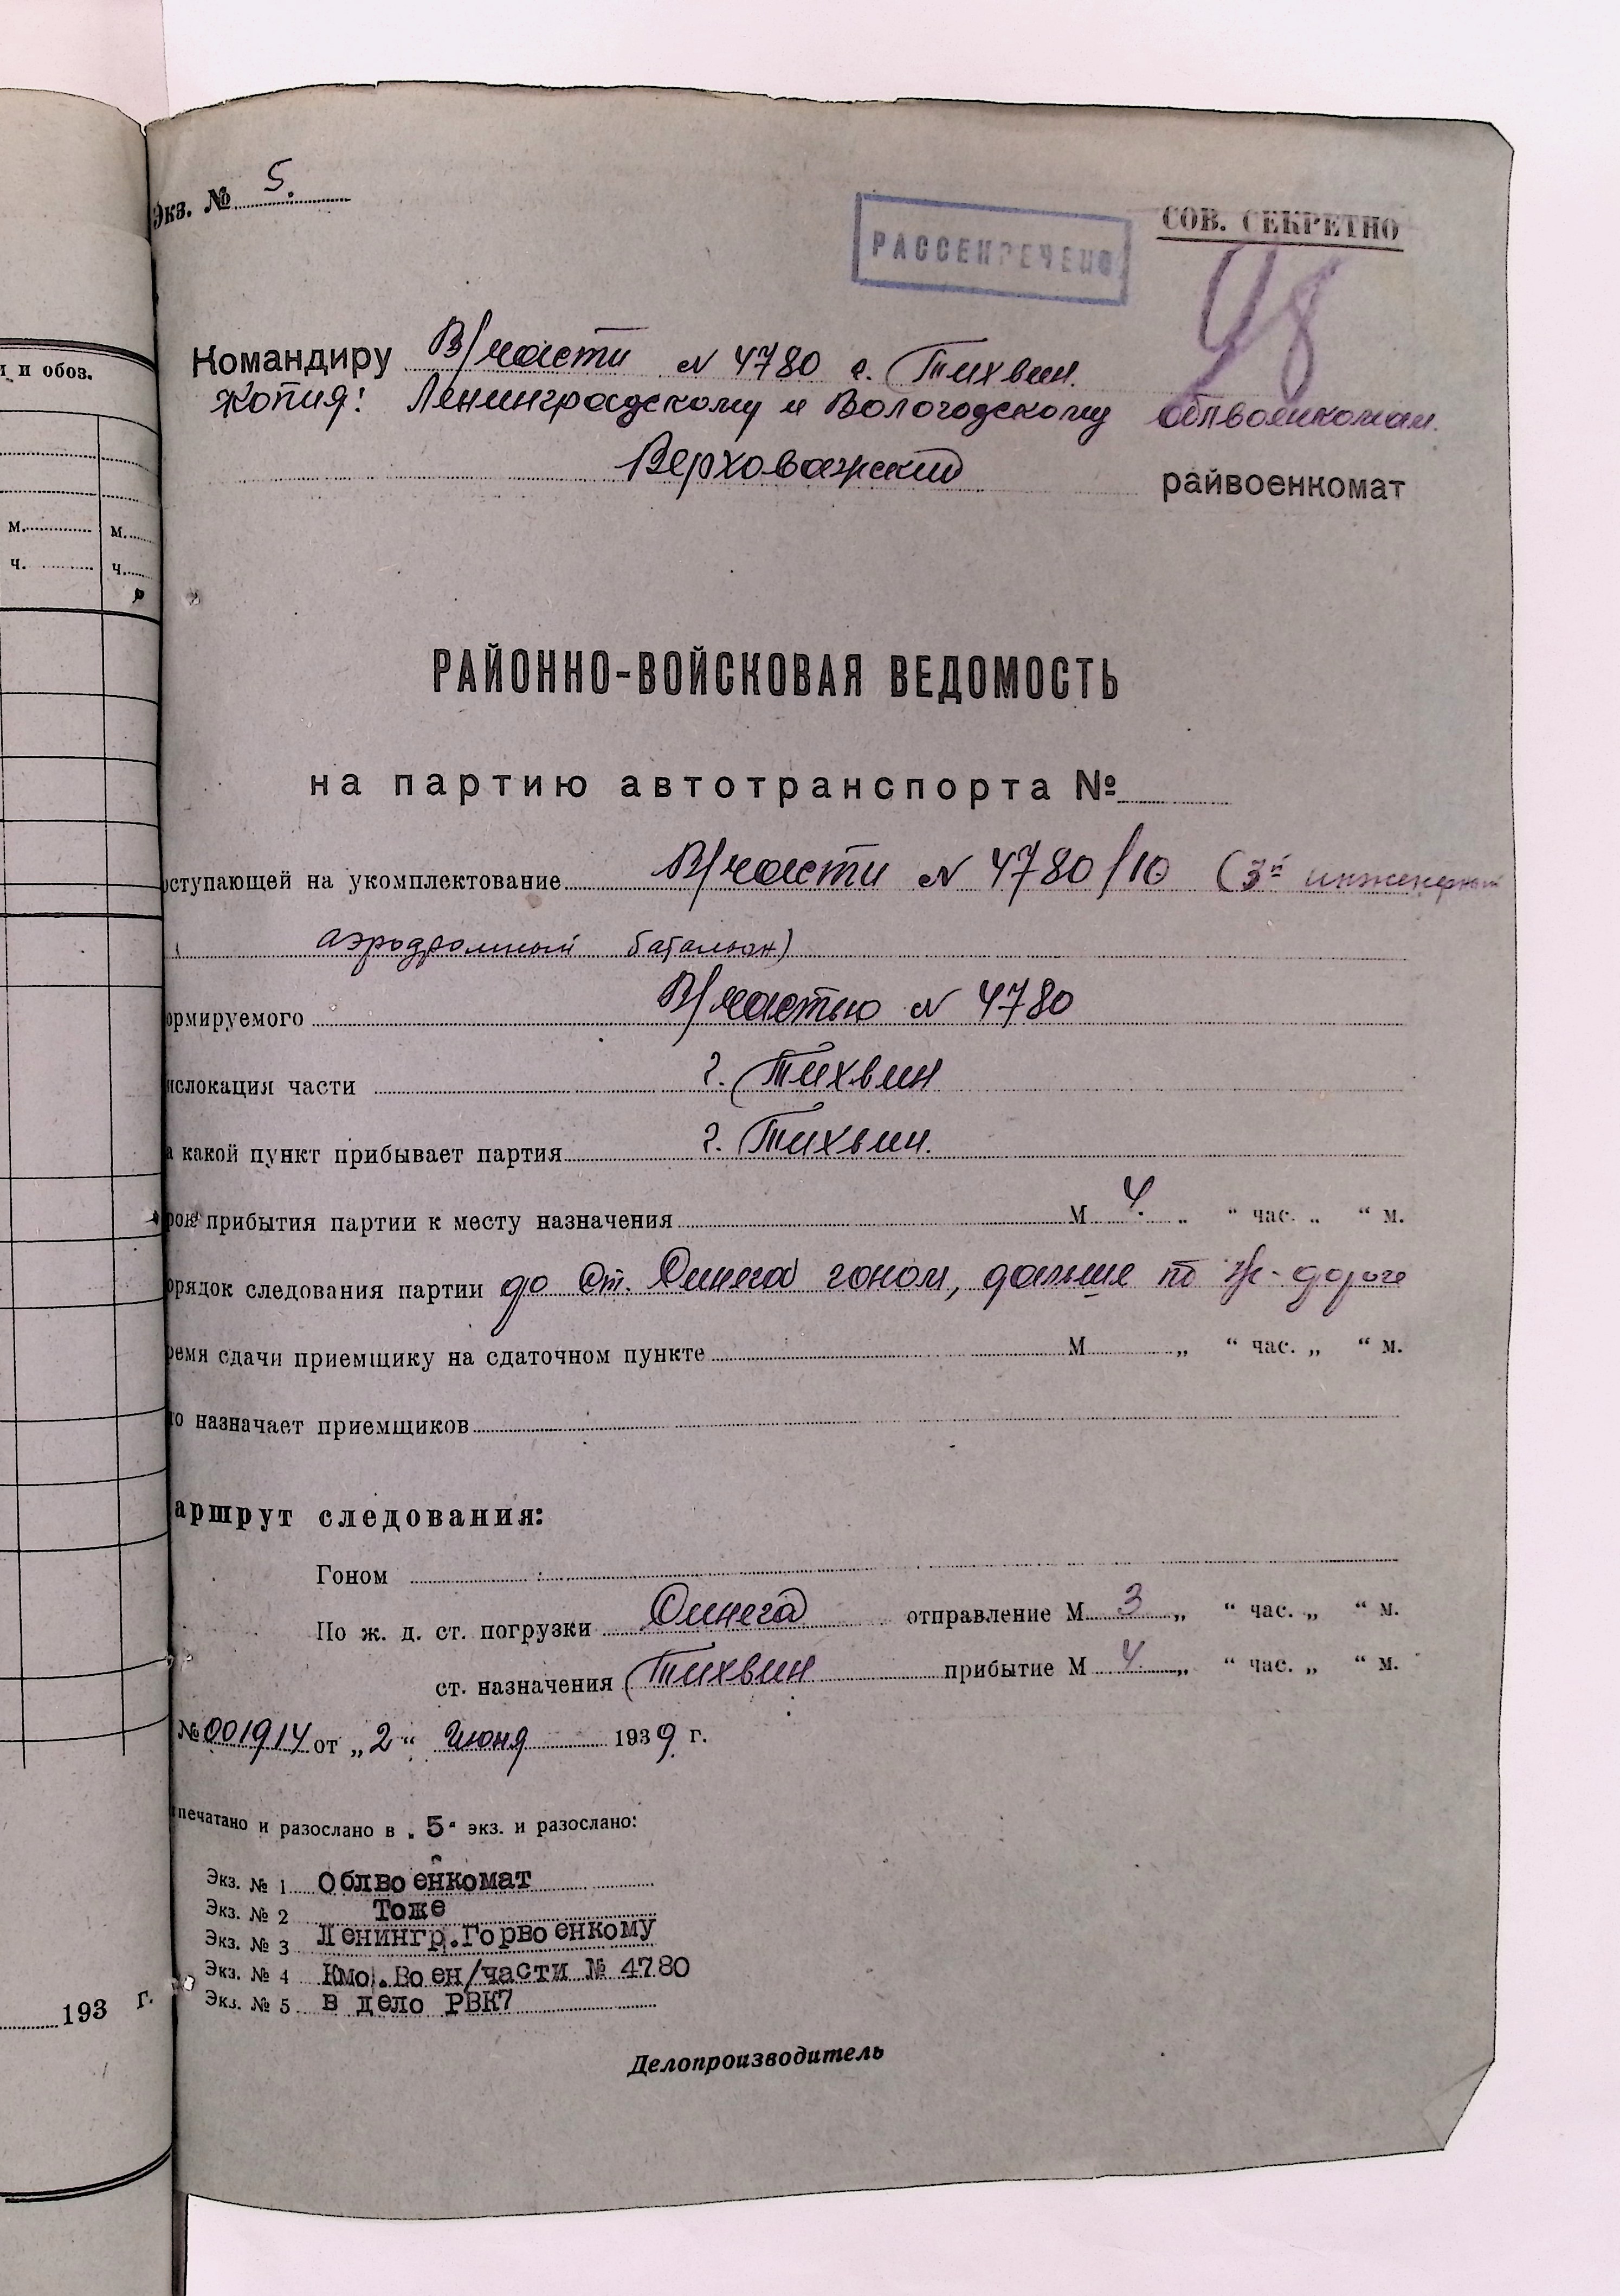 и обоз.
м. м.
ч. ч.
193 г.
Экз. № 5.
РАССЕКРЕЧЕНО
СОВ. СЕКРЕТНО
98
Командиру В/части № 4780 г. Тихвин.
Копия: Ленинградскому и Вологодскому облвоенкомам.
Верховажский райвоенкомат
РАЙОННО-ВОЙСКОВАЯ ВЕДОМОСТЬ
на партию автотранспорта №
оступающей на укомплектование В/части № 4780/10 (3й инженерный
аэродромный батальон)
ормируемого В/частью № 4780
ислокация части г. Тихвин
а какой пункт прибывает партия г. Тихвин.
рок прибытия партии к месту назначения М 4. „ “ час. „ “ м.
орядок следования партии до ст. Онега гоном, дальше по ж-дороге
ремя сдачи приемщику на сдаточном пункте М „ “ час. „ “ м.
то назначает приемщиков
аршрут следования:
Гоном
По ж. д. ст. погрузки Онега отправление М 3 „ “ час. „ “ м.
ст. назначения Тихвин прибытие М 4. „ “ час. „ “ м.
№ 001914 от „2“ Июня 1939 г.
печатано и разослано в „5“ экз. и разослано:
Экз. № 1 Облвоенкомат
Экз. № 2 Тоже
Экз. № 3 Ленингр.Горвоенкому
Экз. № 4 Кмо.Воен/части № 4780
Экз. № 5 в дело РВК7
Делопроизводитель